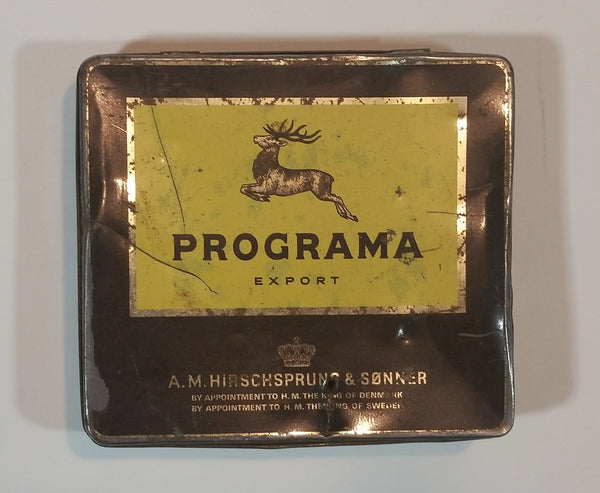 PROGRAMA
EXPORT
A.M. HIRSCHSPRUNG & SØNNER
BY APPOINTMENT TO H.M. THE KING OF DENMARK
BY APPOINTMENT TO H.M. THE KING OF SWEDEN